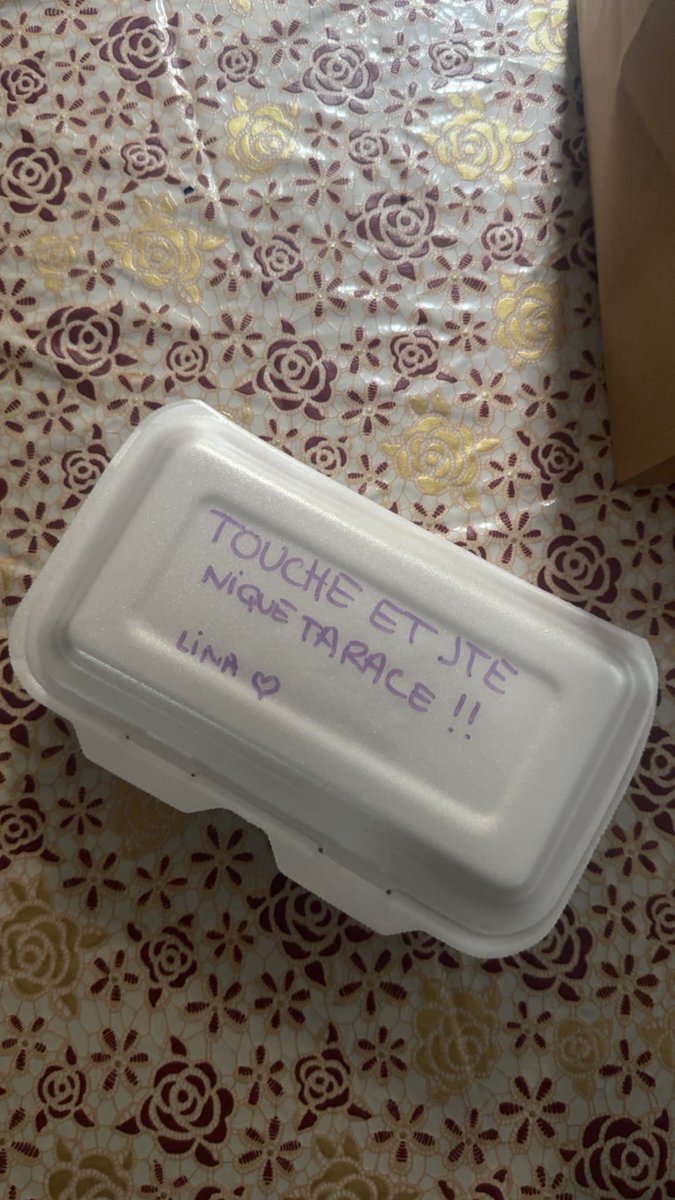 TOUCHE ET JTE
NIQUE TA RACE !!
LINA ♡